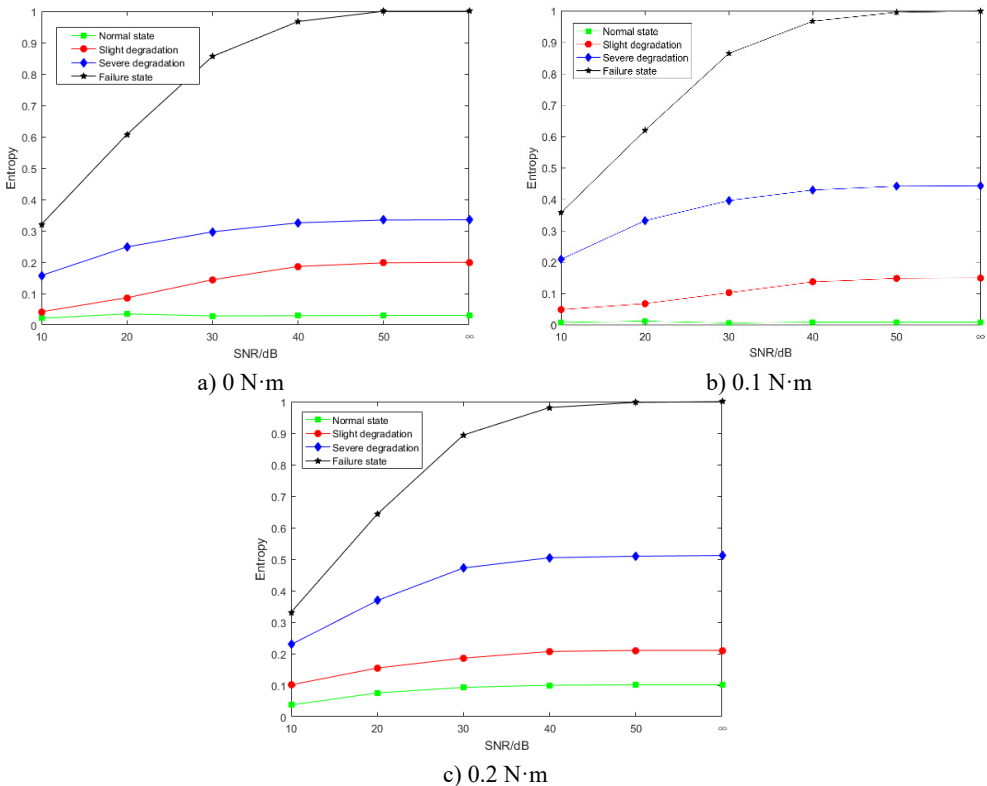 1
0.9
0.8
0.7
0.6
0.5
0.4
0.3
0.2
0.1
0
Entropy
Normal state
Slight degradation
Severe degradation
Failure state
10 20 30 40 50 ∞
SNR/dB
a) 0 N·m
1
0.9
0.8
0.7
0.6
0.5
0.4
0.3
0.2
0.1
0
Entropy
Normal state
Slight degradation
Severe degradation
Failure state
10 20 30 40 50 ∞
SNR/dB
b) 0.1 N·m
1
0.9
0.8
0.7
0.6
0.5
0.4
0.3
0.2
0.1
0
Entropy
Normal state
Slight degradation
Severe degradation
Failure state
10 20 30 40 50 ∞
SNR/dB
c) 0.2 N·m